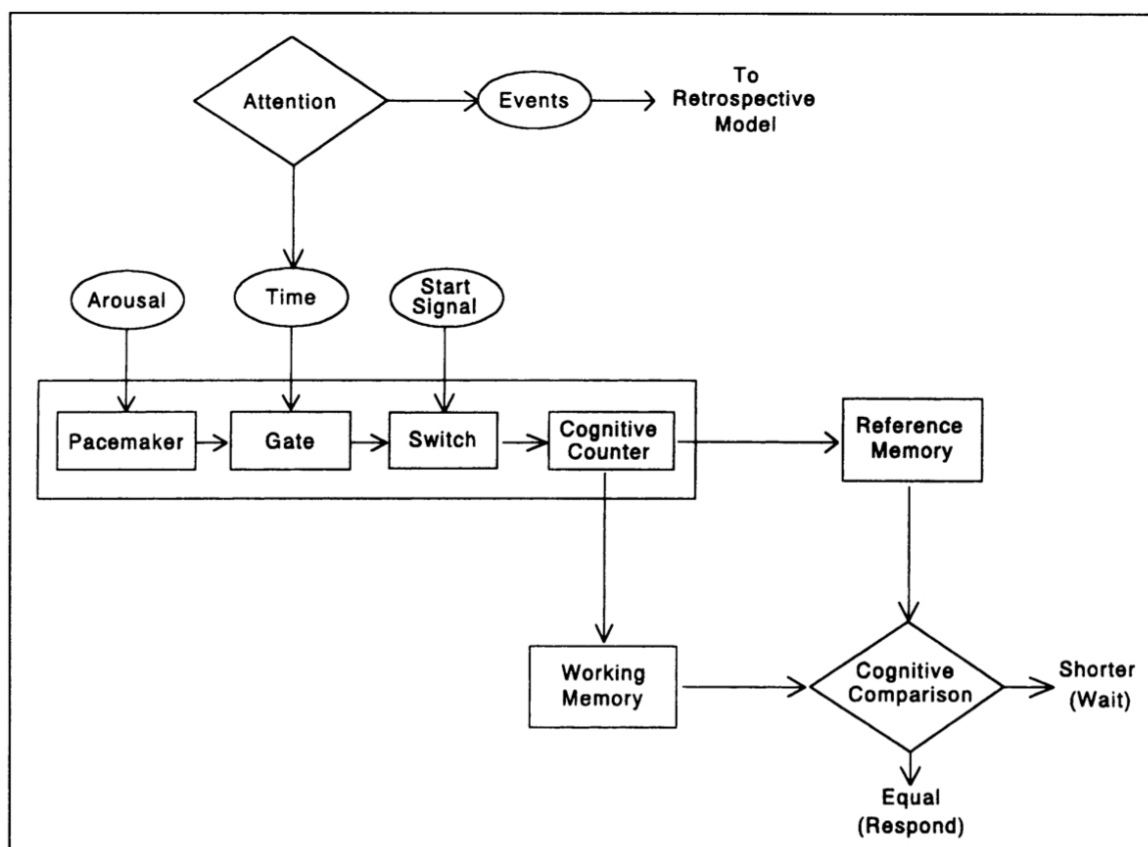 Attention
Events
To
Retrospective
Model
Arousal
Time
Start
Signal
Pacemaker
Gate
Switch
Cognitive
Counter
Reference
Memory
Working
Memory
Cognitive
Comparison
Shorter
(Wait)
Equal
(Respond)